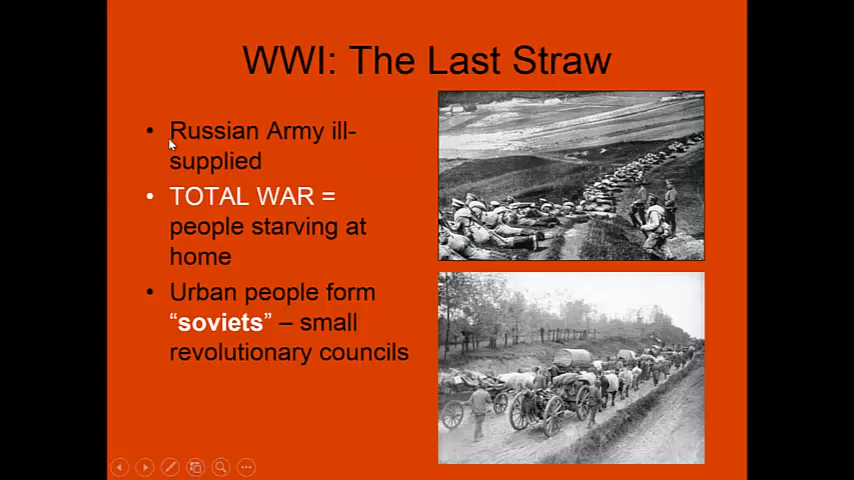 WWI: The Last Straw
• Russian Army ill-
supplied
• TOTAL WAR =
people starving at
home
• Urban people form
“soviets” – small
revolutionary councils